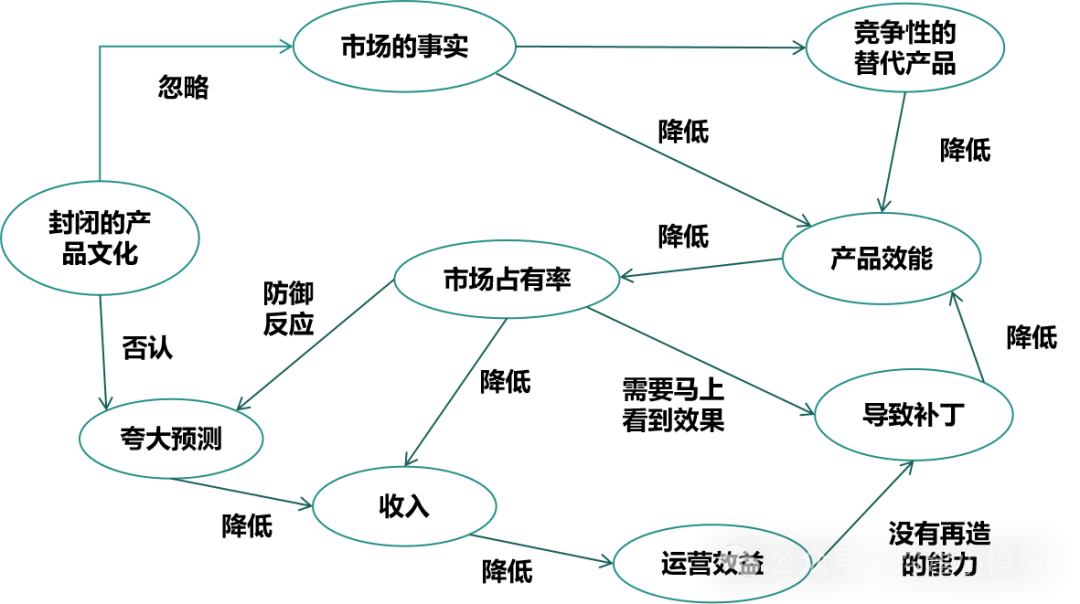 市场的事实
竞争性的
替代产品
忽略
降低
降低
封闭的产
品文化
降低
产品效能
市场占有率
防御
反应
否认
降低
降低
需要马上
看到效果
导致补丁
夸大预测
收入
降低
没有再造
的能力
降低
运营效益
公众号